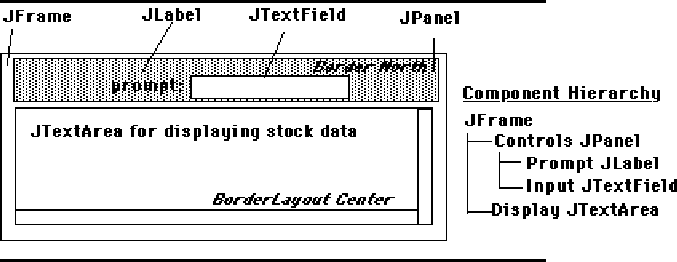 JFrame
JLabel
JTextField
JPanel
Border North
prompt:
JTextArea for displaying stock data
BorderLayout Center
Component Hierarchy
JFrame
Controls JPanel
Prompt JLabel
Input JTextField
Display JTextArea